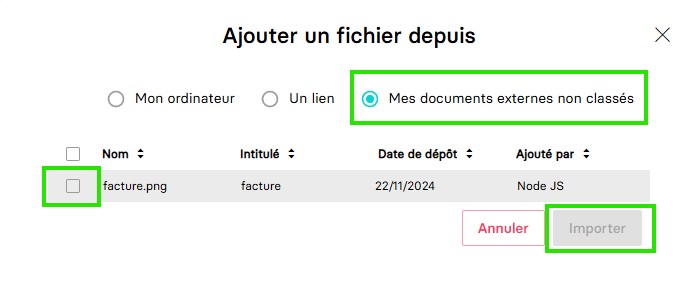 Ajouter un fichier depuis
Mon ordinateur Un lien Mes documents externes non classés
Nom Intitulé Date de dépôt Ajouté par
facture.png facture 22/11/2024 Node JS
Annuler Importer